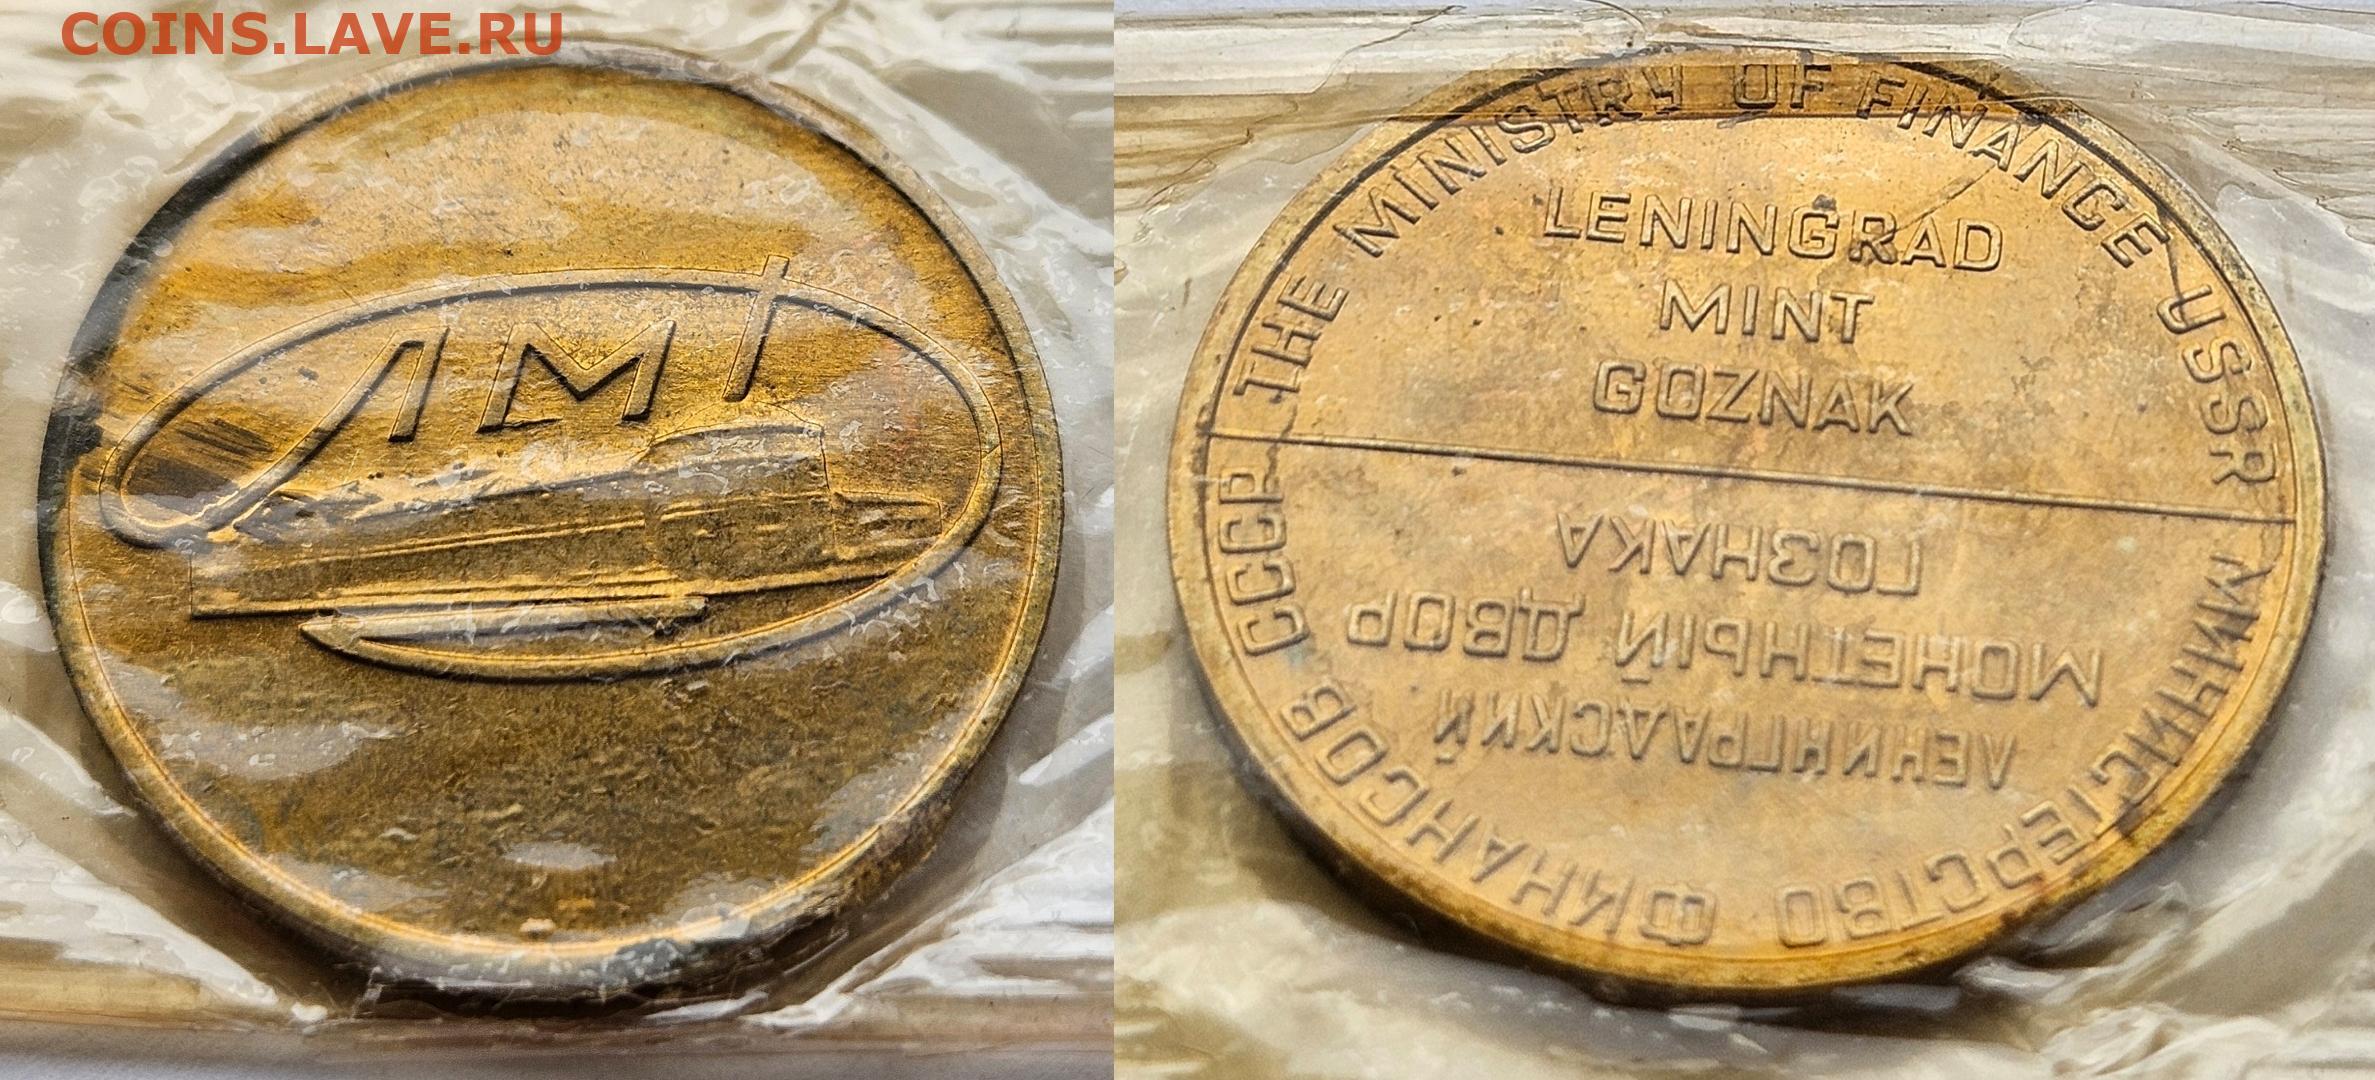 COINS.LAVE.RU
ЛМД
THE MINISTRY OF FINANCE USSR
LENINGRAD
MINT
GOZNAK
МИНИСТЕРСТВО ФИНАНСОВ СССР
ЛЕНИНГРАДСКИЙ
МОНЕТНЫЙ ДВОР
ГОЗНАКА